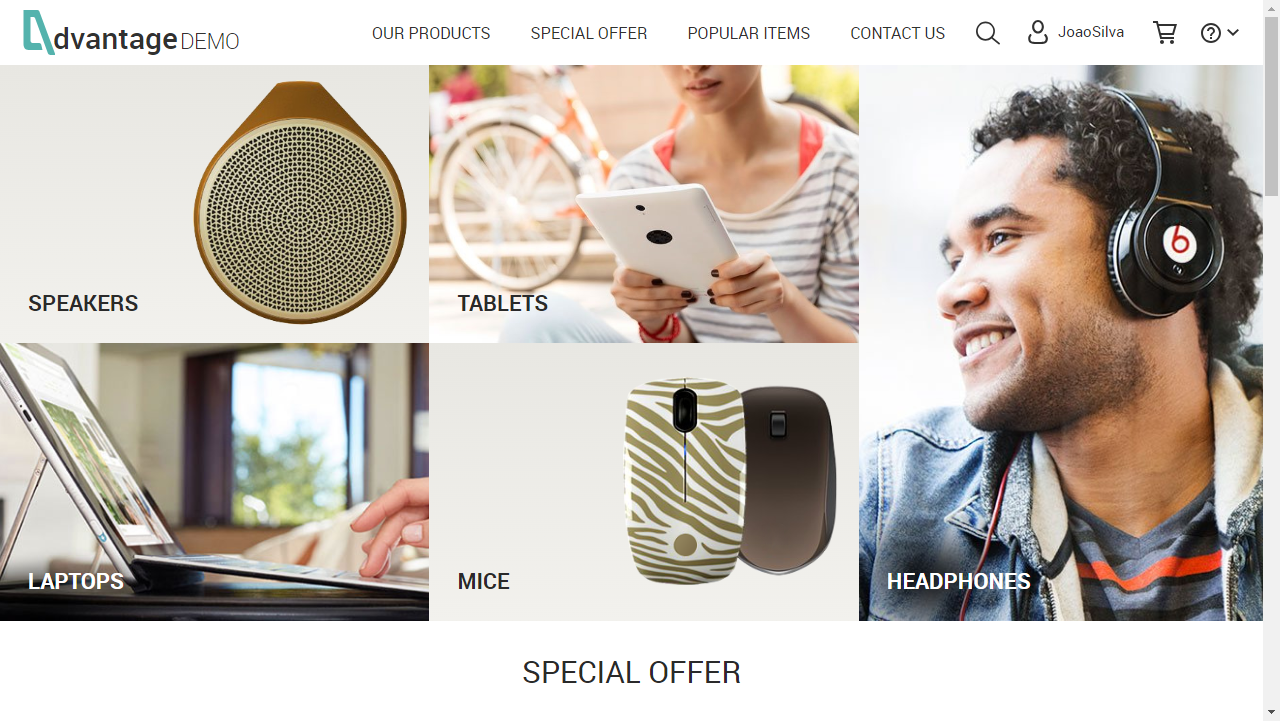 dvantage DEMO
OUR PRODUCTS
SPECIAL OFFER
POPULAR ITEMS
CONTACT US
JoaoSilva
SPEAKERS
TABLETS
LAPTOPS
MICE
HEADPHONES
SPECIAL OFFER